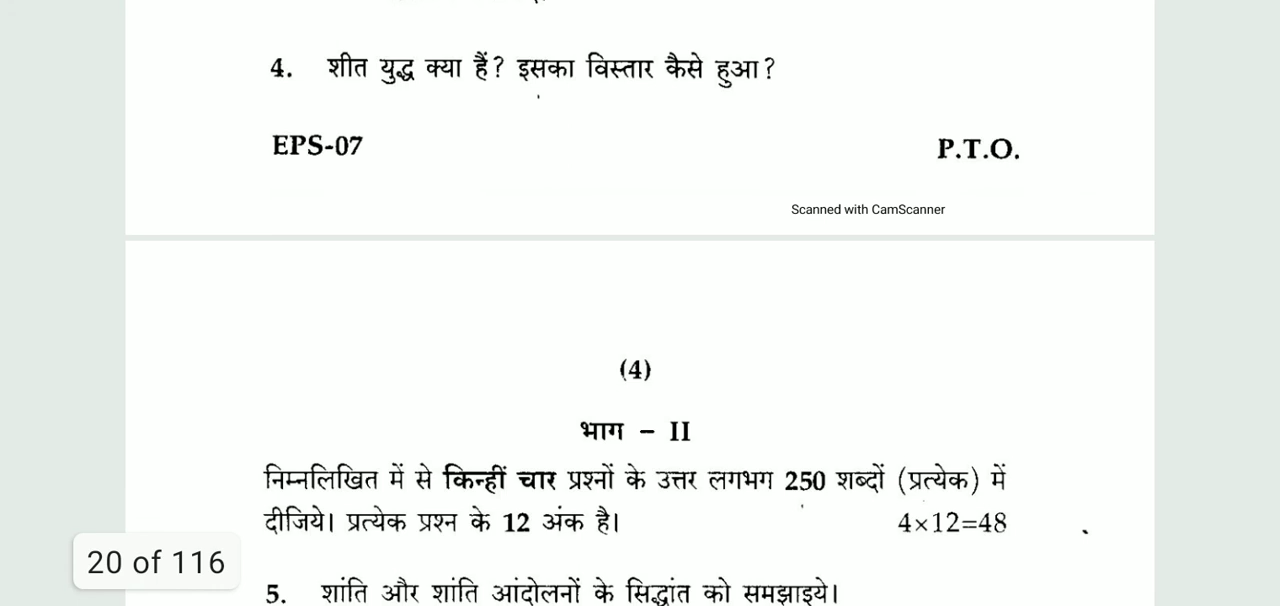 4. शीत युद्ध क्या हैं? इसका विस्तार कैसे हुआ?
EPS-07 P.T.O.
Scanned with CamScanner
(4)
भाग - II
निम्नलिखित में से किन्हीं चार प्रश्नों के उत्तर लगभग 250 शब्दों (प्रत्येक) में
दीजिये। प्रत्येक प्रश्न के 12 अंक है। 4×12=48
20 of 116
5. शांति और शांति आंदोलनों के सिद्धांत को समझाइये।